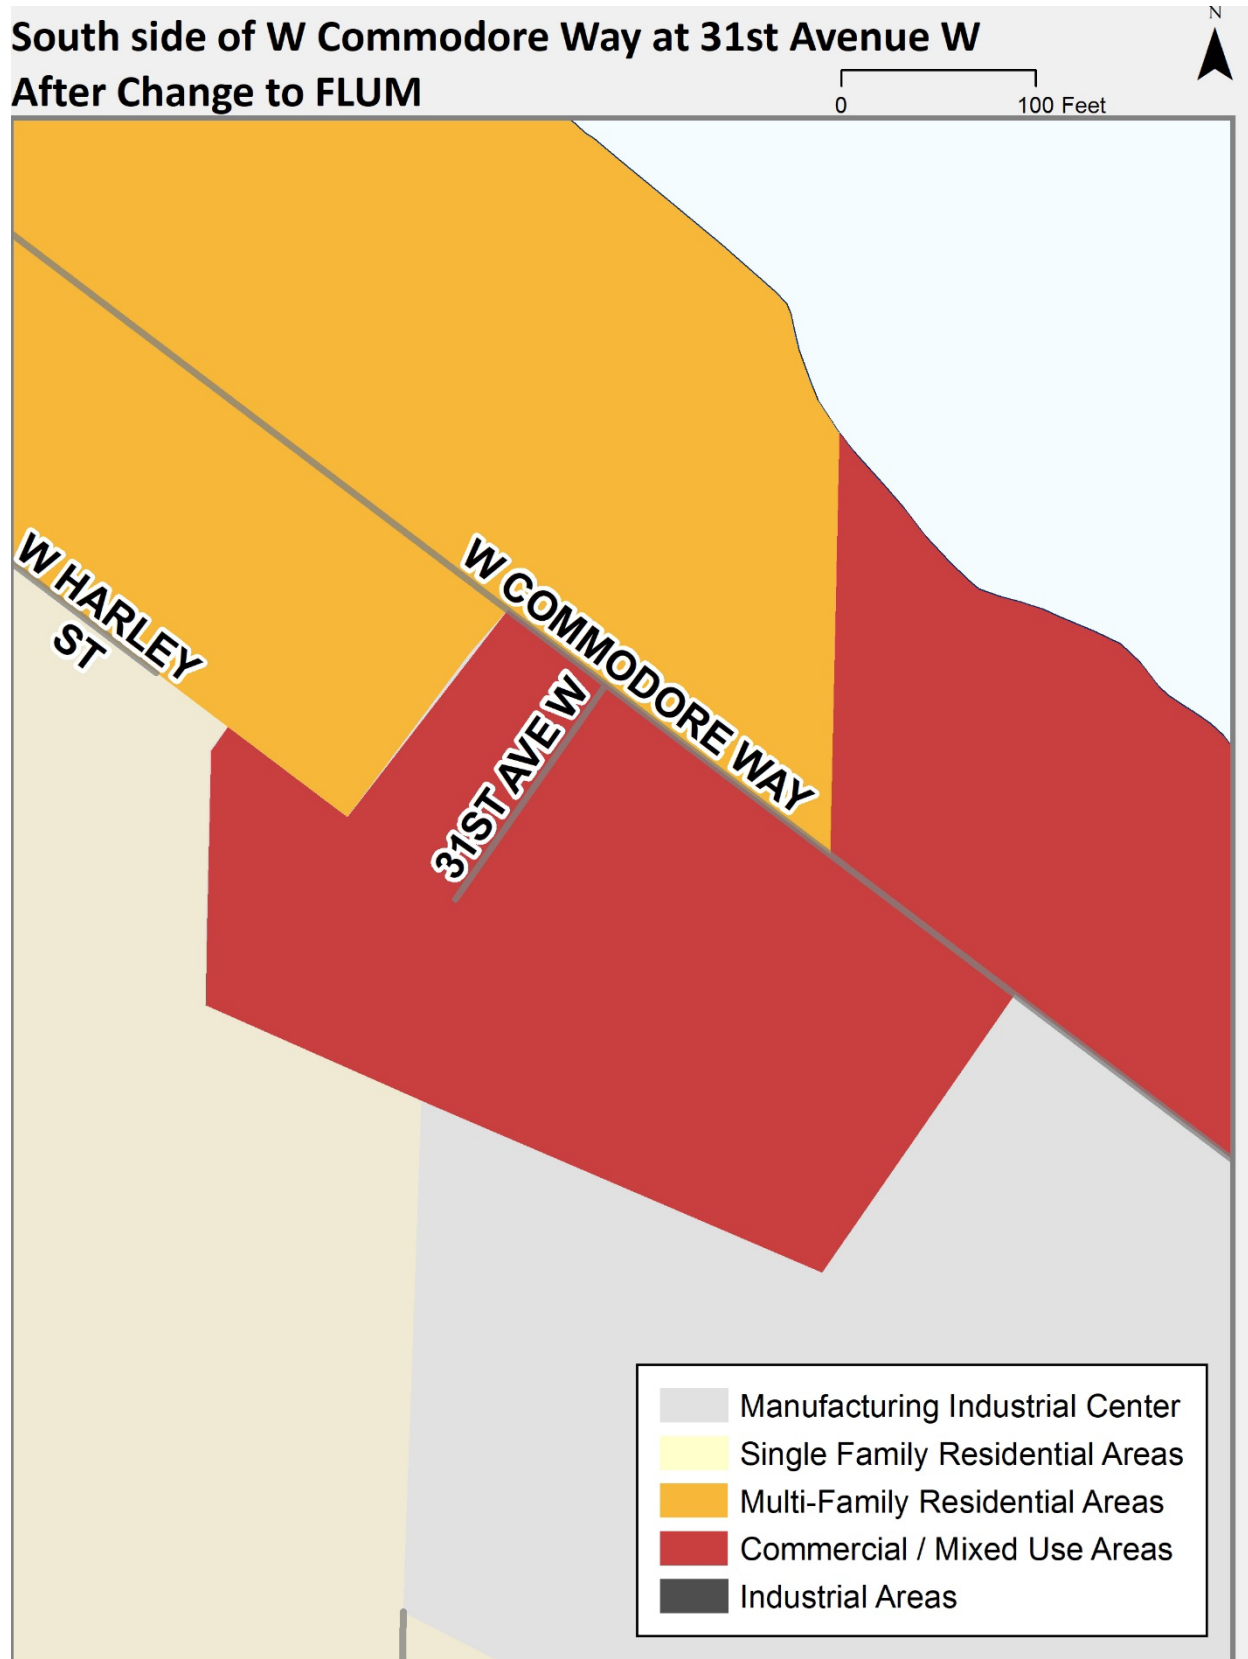 South side of W Commodore Way at 31st Avenue W
After Change to FLUM
N
0 100 Feet
W HARLEY
ST
W COMMODORE WAY
31ST AVE W
Manufacturing Industrial Center
Single Family Residential Areas
Multi-Family Residential Areas
Commercial / Mixed Use Areas
Industrial Areas